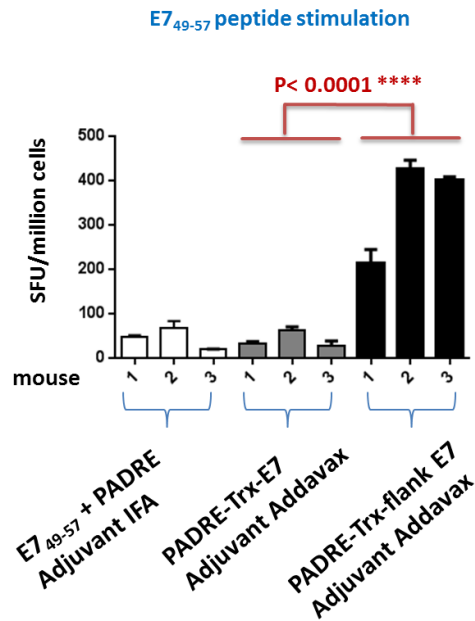 E7₄₉₋₅₇ peptide stimulation
P< 0.0001 ****
SFU/million cells
500
400
300
200
100
0
mouse 1 2 3 1 2 3 1 2 3
E7 ₄₉₋₅₇ + PADRE
Adjuvant IFA
PADRE-Trx-E7
Adjuvant Addavax
PADRE-Trx-flank E7
Adjuvant Addavax